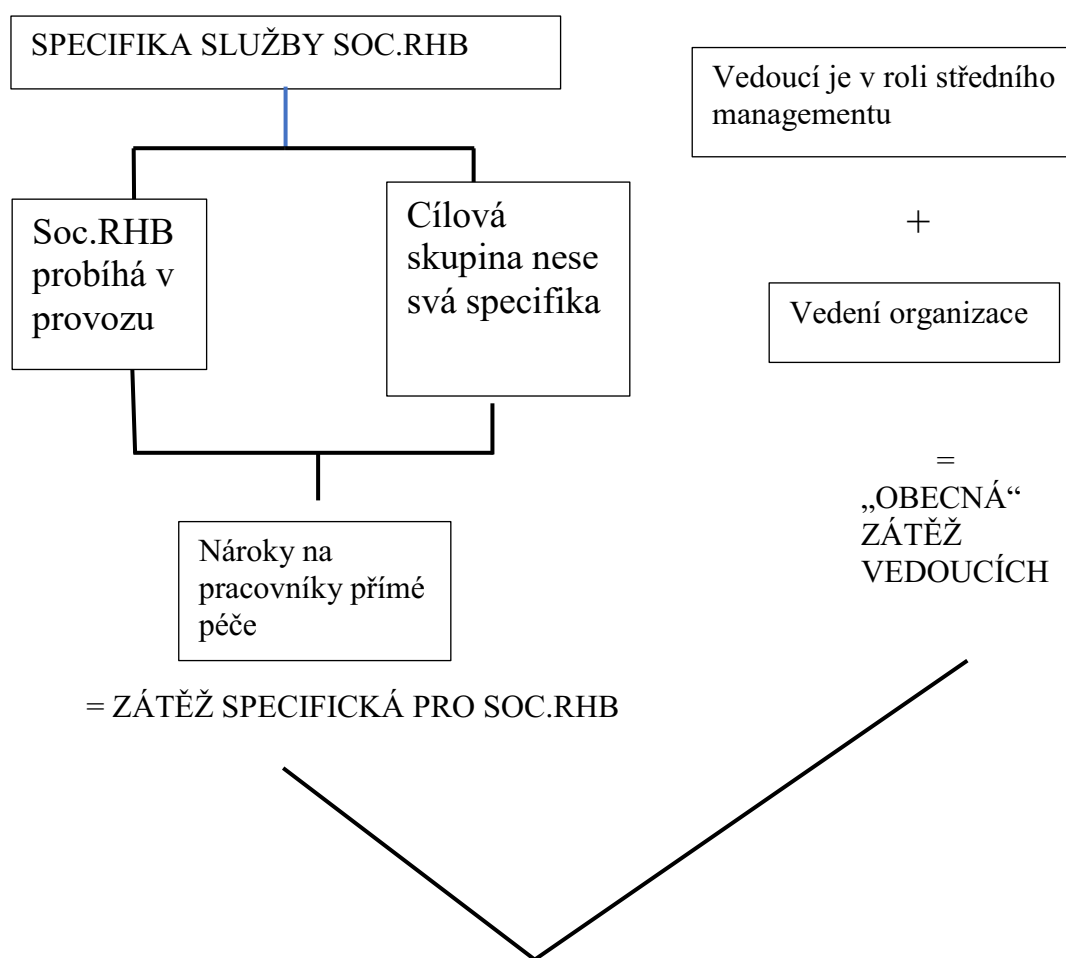 SPECIFIKA SLUŽBY SOC.RHB
Vedoucí je v roli středního
managementu
Soc.RHB
probíhá v
provozu
Cílová
skupina nese
svá specifika
+
Vedení organizace
=
„OBECNÁ“
ZÁTĚŽ
VEDOUCÍCH
Nároky na
pracovníky přímé
péče
= ZÁTĚŽ SPECIFICKÁ PRO SOC.RHB